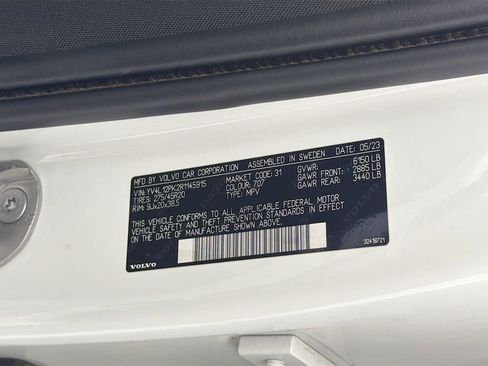 MFD BY VOLVO CAR CORPORATION ASSEMBLED IN SWEDEN DATE 05/23
VIN: YV4L12PK2R1145915 MARKET CODE: 31 GVWR: 6150 LB
TIRES: 275/45R20 COLOUR: 707 GAWR FRONT: 2885 LB
RIM: 9JX20x38.5 TYPE: MPV GAWR REAR: 3440 LB
THIS VEHICLE CONFORMS TO ALL APPLICABLE FEDERAL MOTOR
VEHICLE SAFETY AND THEFT PREVENTION STANDARDS IN EFFECT ON THE
DATE OF MANUFACTURE SHOWN ABOVE.
32418721
VOLVO